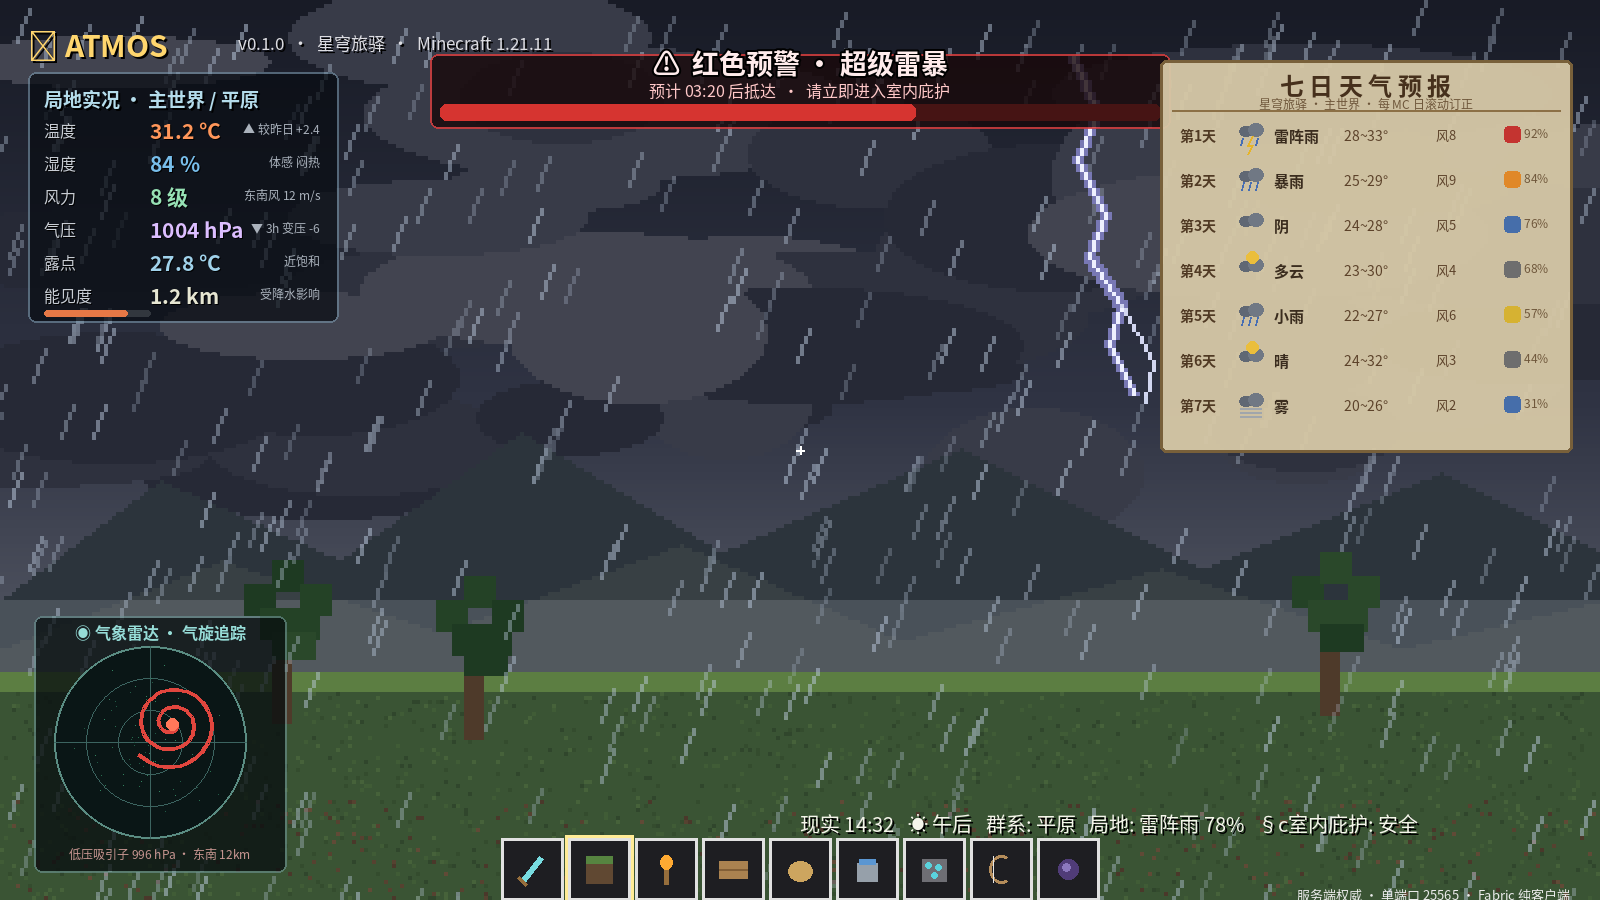 ATMOS v0.1.0 · 星穹旅驿 · Minecraft 1.21.11
局地实况 · 主世界 / 平原
温度 31.2 °C ▲ 较昨日 +2.4
湿度 84 % 体感 闷热
风力 8 级 东南风 12 m/s
气压 1004 hPa ▼ 3h 变压 -6
露点 27.8 °C 近饱和
能见度 1.2 km 受降水影响
⚠ 红色预警 · 超级雷暴
预计 03:20 后抵达 · 请立即进入室内庇护
七日天气预报
星穹旅驿 · 主世界 · 每 MC 日滚动订正
第1天 雷阵雨 28~33° 风8 92%
第2天 暴雨 25~29° 风9 84%
第3天 阴 24~28° 风5 76%
第4天 多云 23~30° 风4 68%
第5天 小雨 22~27° 风6 57%
第6天 晴 24~32° 风3 44%
第7天 雾 20~26° 风2 31%
◉ 气象雷达 · 气旋追踪
低压吸引子 996 hPa · 东南 12km
现实 14:32 ☀ 午后 群系: 平原 局地: 雷阵雨 78% §c室内庇护: 安全
服务端权威 · 单端口 25565 · Fabric 纯客户端